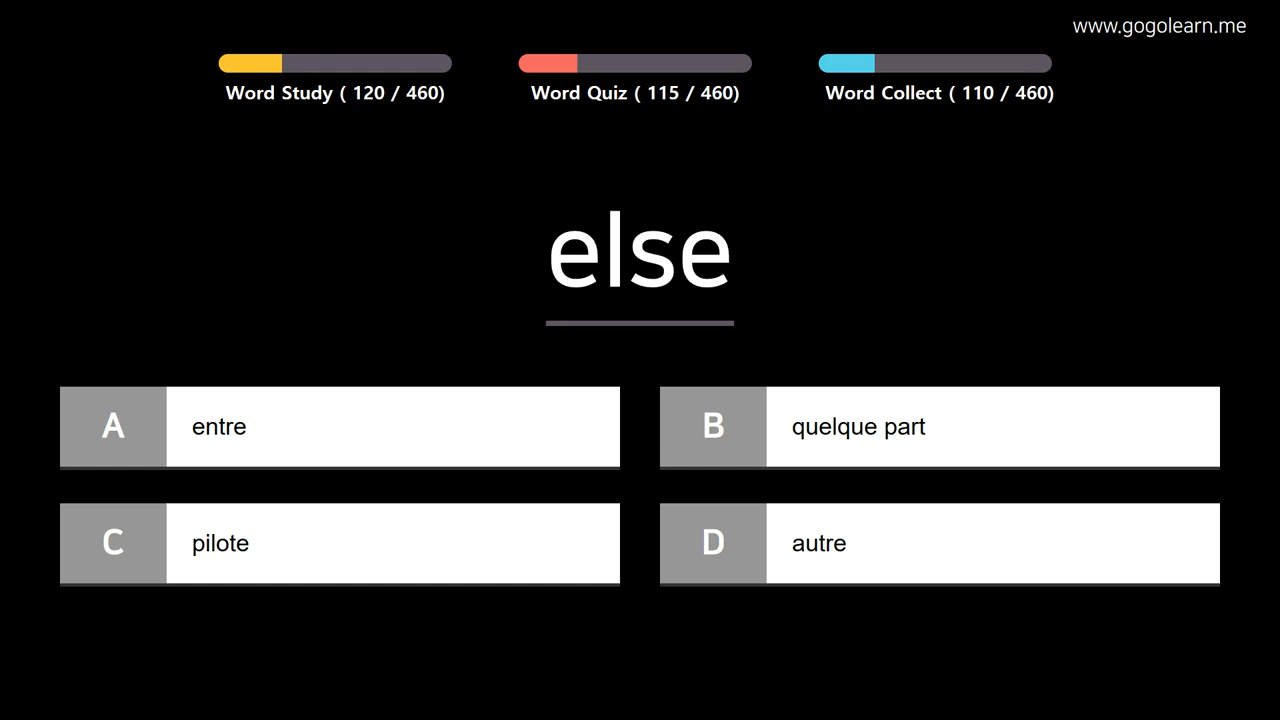 www.gogolearn.me
Word Study ( 120 / 460)
Word Quiz ( 115 / 460)
Word Collect ( 110 / 460)
else
A
entre
B
quelque part
C
pilote
D
autre